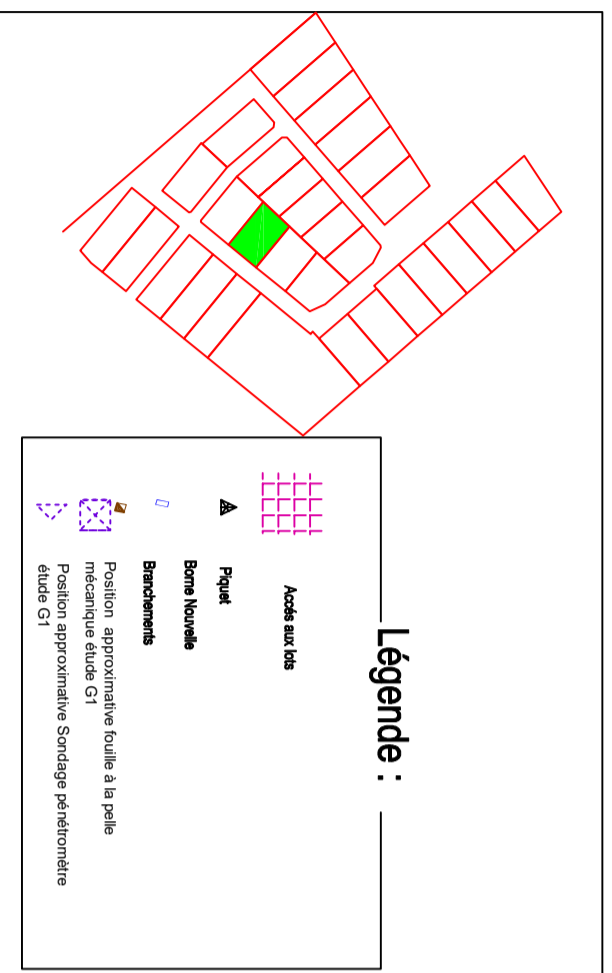 Légende :
Accés aux lots
Piquet
Borne Nouvelle
Branchements
Position approximative fouille à la pelle
mécanique étude G1
Position approximative Sondage pénétromètre
étude G1